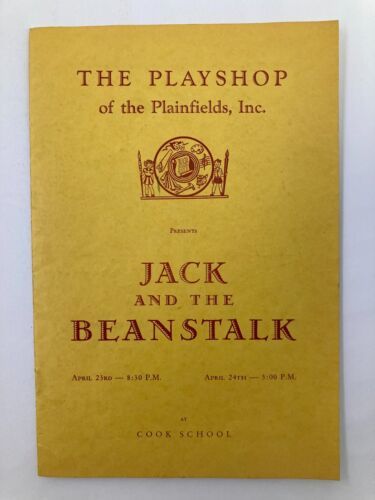 THE PLAYSHOP
of the Plainfields, Inc.
PRESENTS
JACK
AND THE
BEANSTALK
APRIL 23RD — 8:30 P.M. APRIL 24TH — 3:00 P.M.
AT
COOK SCHOOL